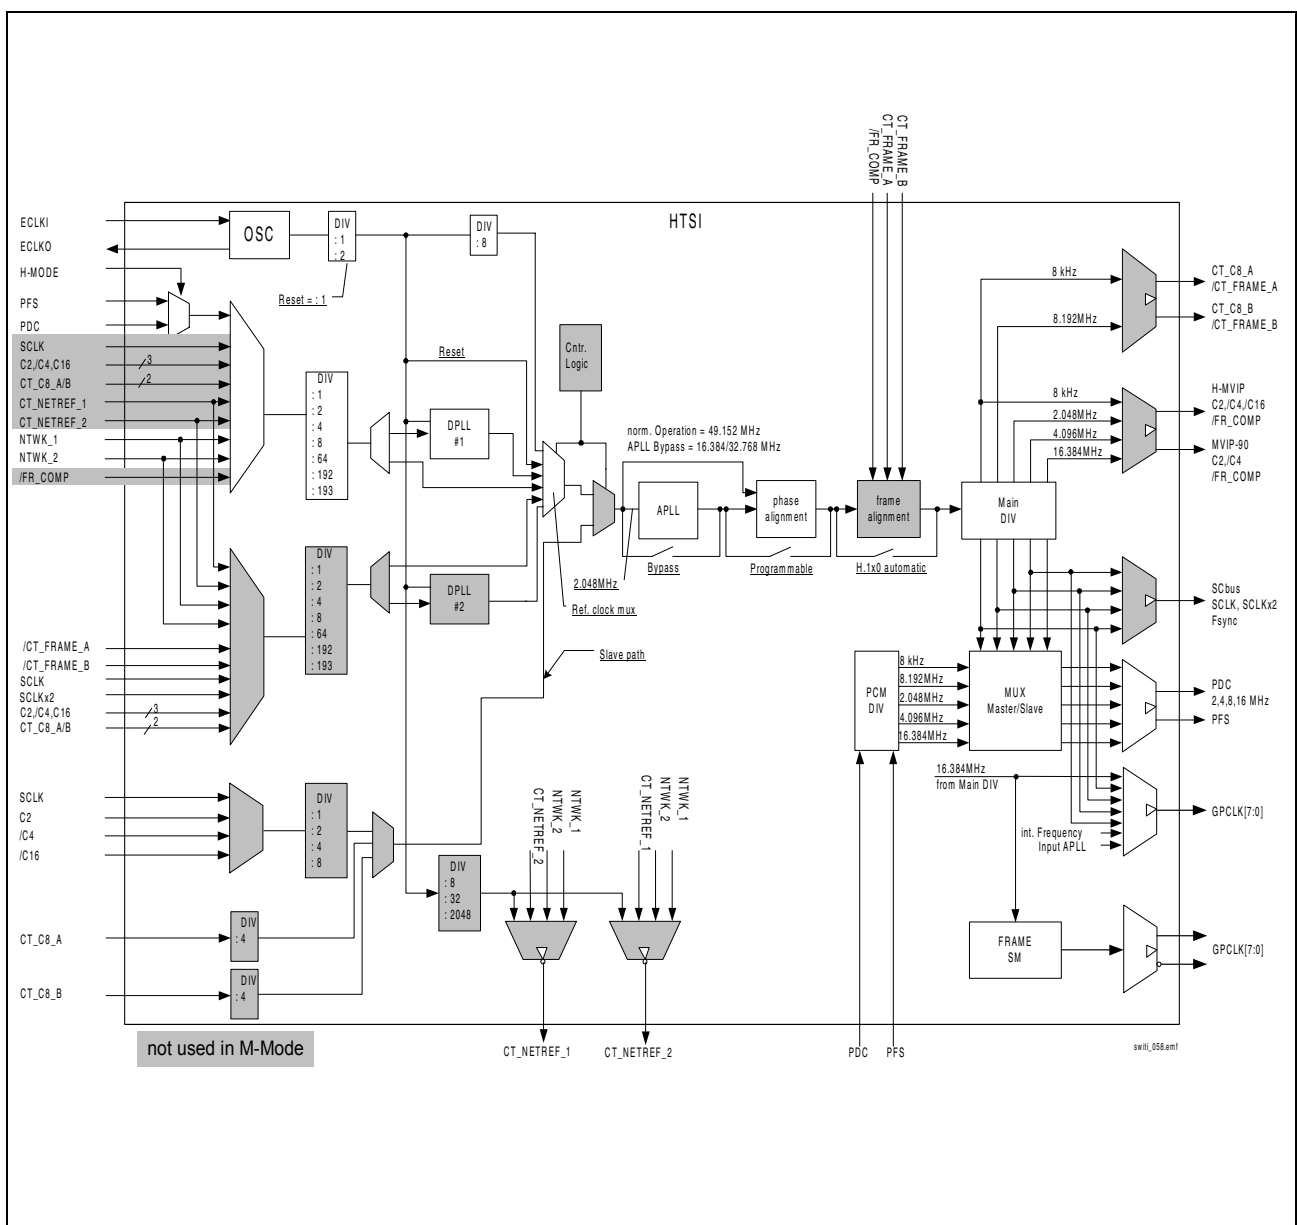 CT_FRAME_B
CT_FRAME_A
/FR_COMP
HTSI
ECLKI
ECLKO
H-MODE
PFS
PDC
SCLK
C2,/C4,C16
CT_C8_A/B
CT_NETREF_1
CT_NETREF_2
NTWK_1
NTWK_2
/FR_COMP
3
2
OSC
DIV
: 1
: 2
Reset = : 1
DIV
: 8
Reset
Cntr.
Logic
DIV
: 1
: 2
: 4
: 8
: 64
: 192
: 193
DPLL
#1
norm. Operation = 49.152 MHz
APLL Bypass = 16.384/32.768 MHz
APLL
phase
alignment
frame
alignment
Main
DIV
Bypass
Programmable
H.1x0 automatic
2.048MHz
Ref. clock mux
Slave path
DIV
: 1
: 2
: 4
: 8
: 64
: 192
: 193
DPLL
#2
/CT_FRAME_A
/CT_FRAME_B
SCLK
SCLKx2
C2,/C4,C16
CT_C8_A/B
3
2
8 kHz
8.192MHz
CT_C8_A
/CT_FRAME_A
CT_C8_B
/CT_FRAME_B
8 kHz
2.048MHz
4.096MHz
16.384MHz
H-MVIP
C2,/C4,/C16
/FR_COMP
MVIP-90
C2,/C4
/FR_COMP
SCbus
SCLK, SCLKx2
Fsync
PCM
DIV
8 kHz
8.192MHz
2.048MHz
4.096MHz
16.384MHz
MUX
Master/Slave
PDC
2,4,8,16 MHz
PFS
16.384MHz
from Main DIV
int. Frequency
Input APLL
GPCLK[7:0]
FRAME
SM
GPCLK[7:0]
SCLK
C2
/C4
/C16
DIV
: 1
: 2
: 4
: 8
DIV
: 8
: 32
: 2048
NTWK_1
NTWK_2
CT_NETREF_2
NTWK_1
NTWK_2
CT_NETREF_1
CT_C8_A
DIV
: 4
CT_C8_B
DIV
: 4
not used in M-Mode
CT_NETREF_1
CT_NETREF_2
PDC
PFS
switi_058.emf